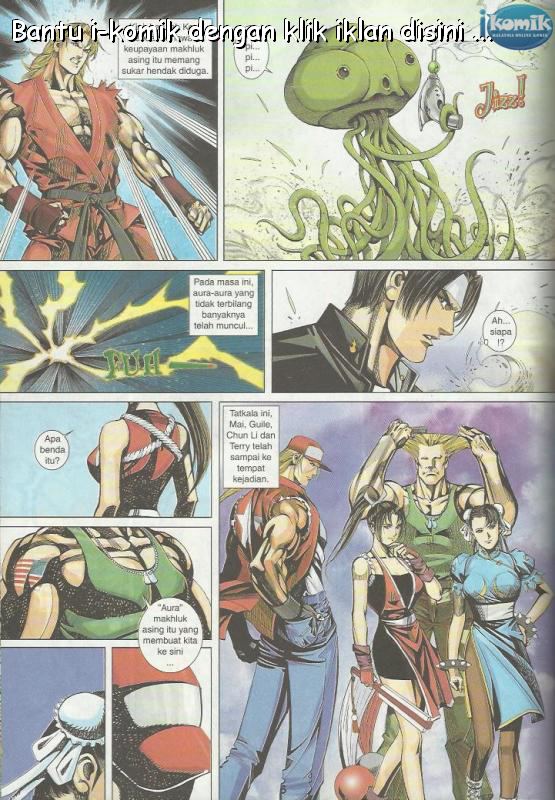 Bantu i-komik dengan klik iklan disini ...
i komik
MALAYSIA ONLINE KOMIK
keupayaan makhluk
asing itu memang
sukar hendak diduga.
pi...
pi...
pi...
Jizz!
Pada masa ini,
aura-aura yang
tidak terbilang
banyaknya
telah muncul...
Ah...
siapa
!?
Apa
benda
itu?
Tatkala ini,
Mai, Guile,
Chun Li dan
Terry telah
sampai ke
tempat
kejadian.
"Aura"
makhluk
asing itu yang
membuat kita
ke sini
...